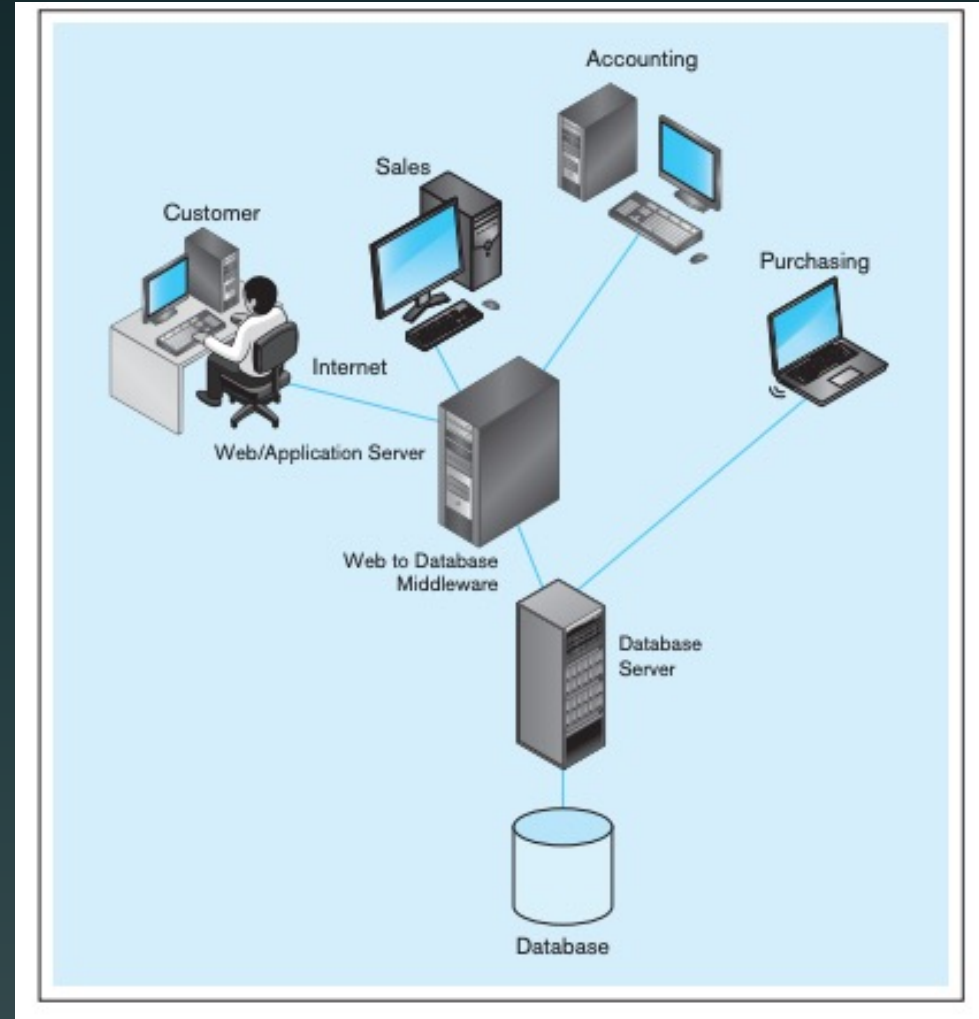 Accounting
Sales
Customer
Purchasing
Internet
Web/Application Server
Web to Database
Middleware
Database
Server
Database